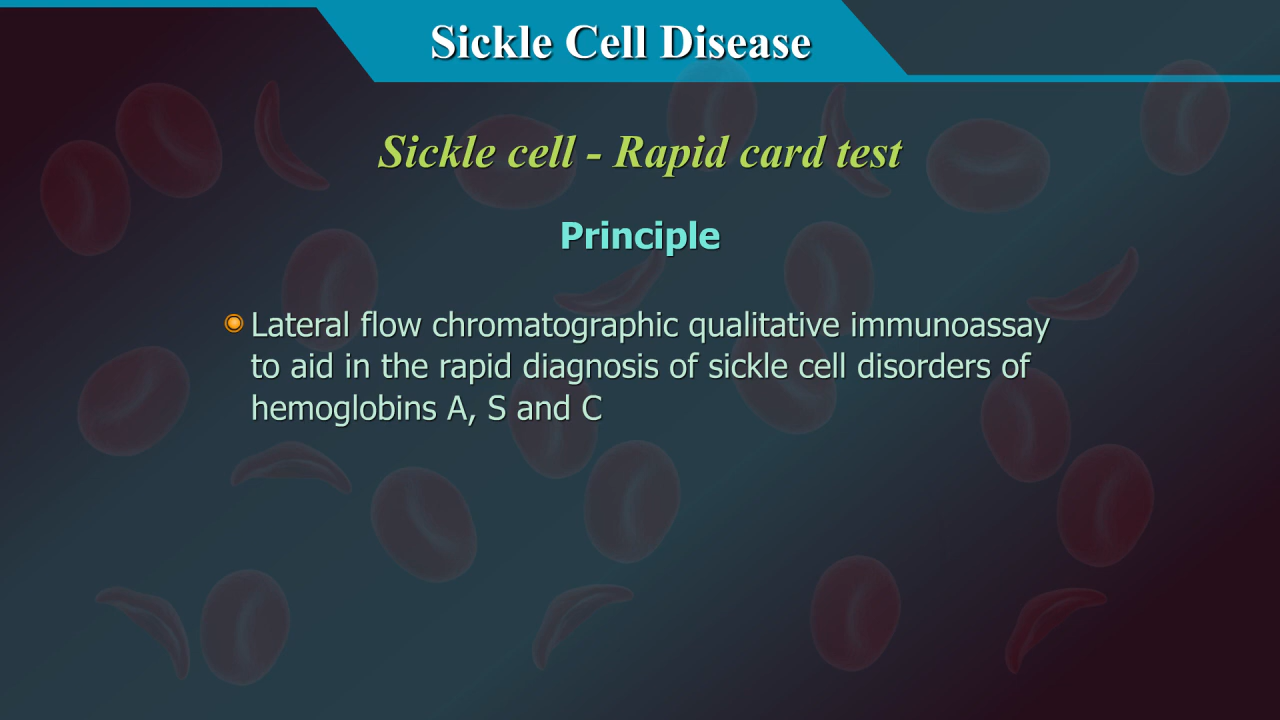 Sickle Cell Disease
Sickle cell - Rapid card test
Principle
Lateral flow chromatographic qualitative immunoassay
to aid in the rapid diagnosis of sickle cell disorders of
hemoglobins A, S and C